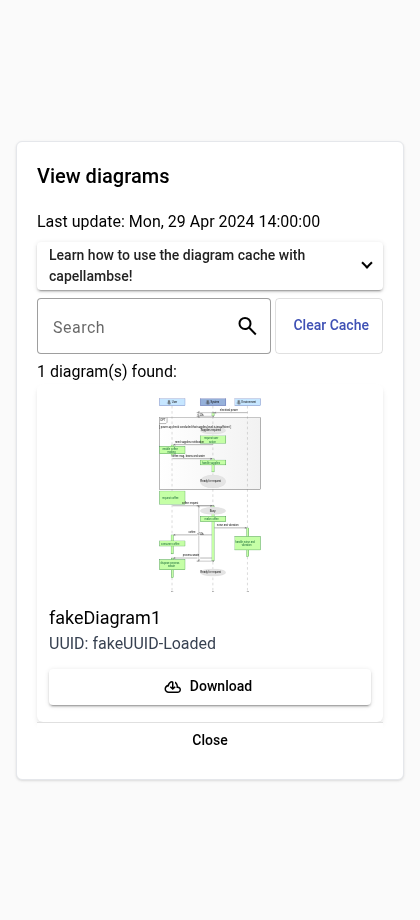 View diagrams
Last update: Mon, 29 Apr 2024 14:00:00
Learn how to use the diagram cache with
capellambse!
Search
Clear Cache
1 diagram(s) found:
fakeDiagram1
UUID: fakeUUID-Loaded
Download
Close